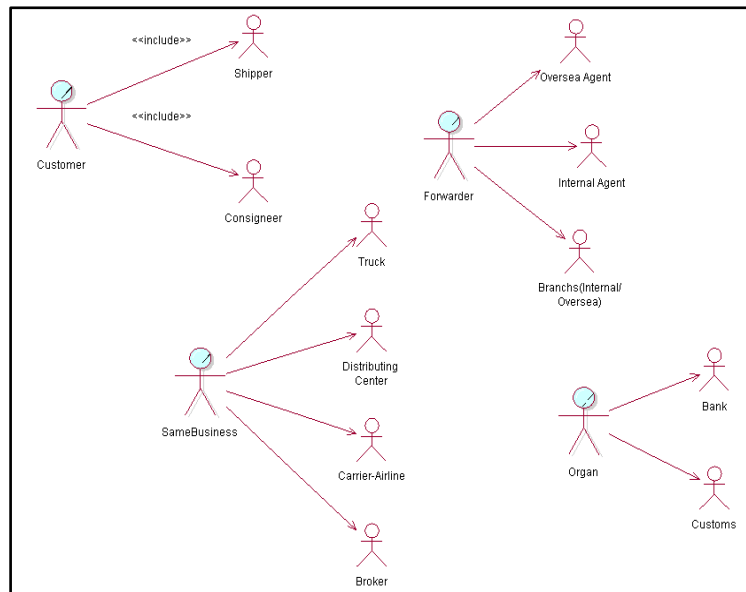 <<include>>
Shipper
<<include>>
Customer
Consigneer
Oversea Agent
Forwarder
Internal Agent
Branchs(Internal/
Oversea)
Truck
Distributing
Center
SameBusiness
Carrier-Airline
Broker
Bank
Organ
Customs